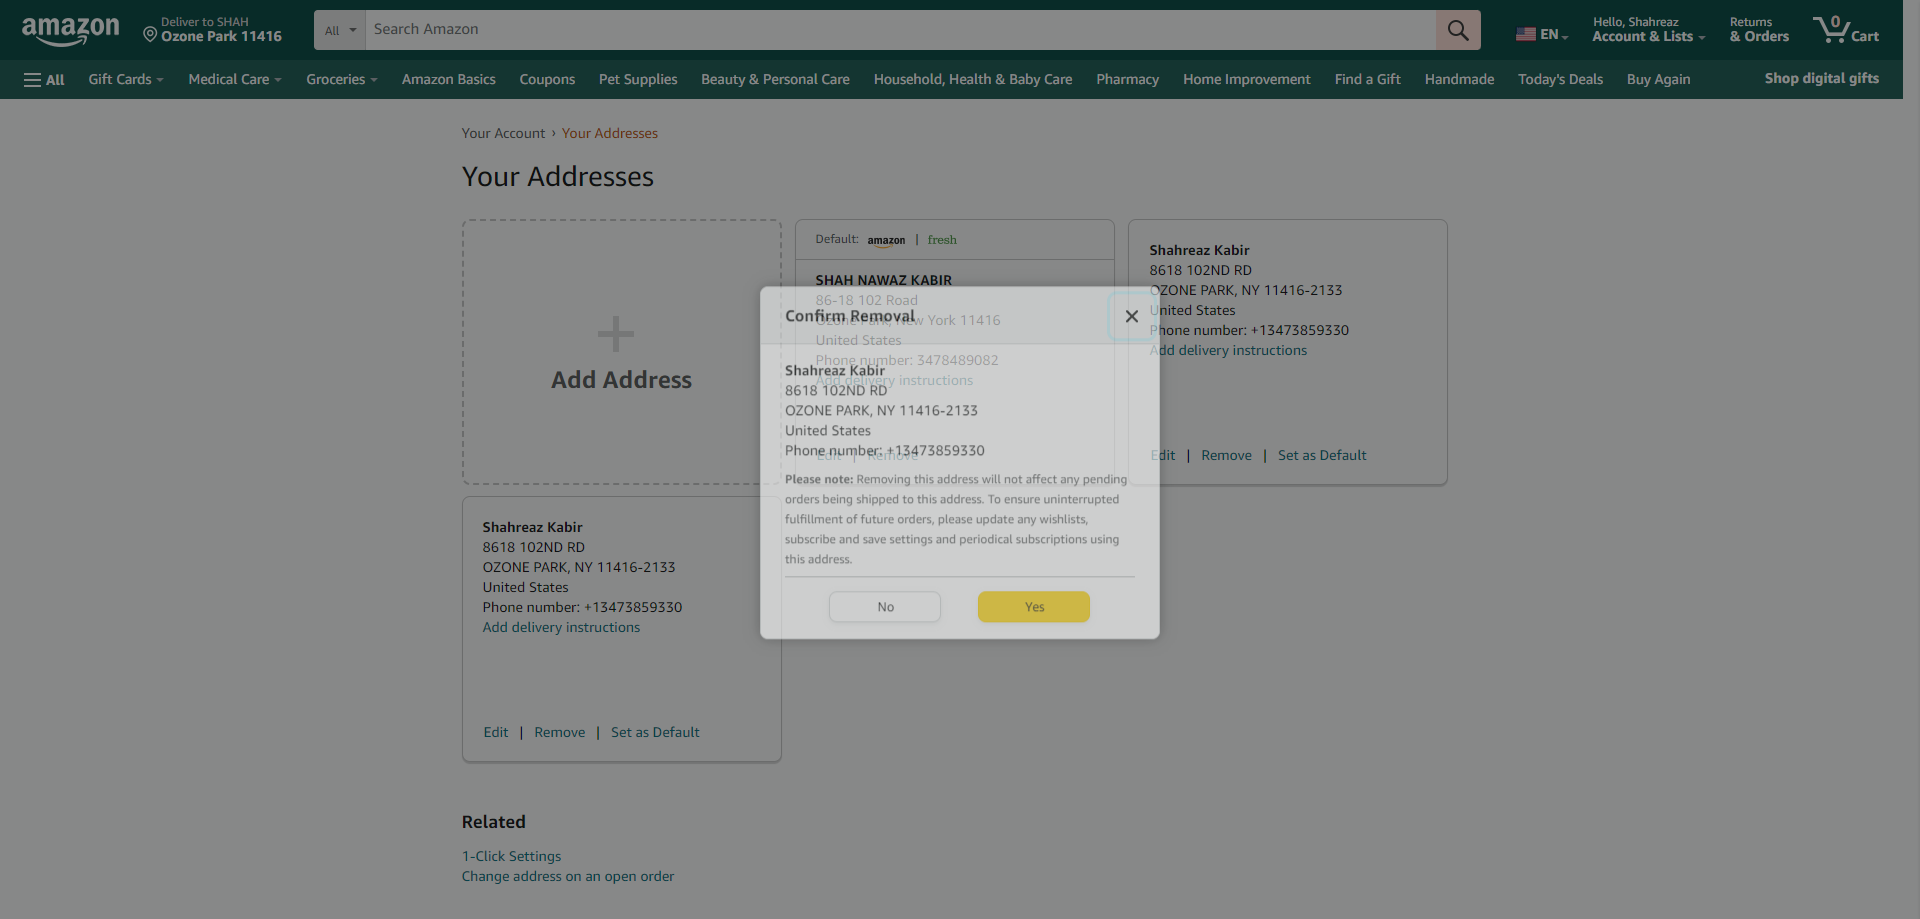 amazon
Deliver to SHAH
Ozone Park 11416
All
Search Amazon
EN
Hello, Shahreaz
Account & Lists
Returns
& Orders
0
Cart
All
Gift Cards
Medical Care
Groceries
Amazon Basics
Coupons
Pet Supplies
Beauty & Personal Care
Household, Health & Baby Care
Pharmacy
Home Improvement
Find a Gift
Handmade
Today's Deals
Buy Again
Shop digital gifts
Your Account › Your Addresses
Your Addresses
Add Address
Default: amazon | fresh
SHAH NAWAZ KABIR
86-18 102 Road
Ozone Park, New York 11416
United States
Phone number: 3478489082
Add delivery instructions
Edit | Remove
Shahreaz Kabir
8618 102ND RD
OZONE PARK, NY 11416-2133
United States
Phone number: +13473859330
Add delivery instructions
Edit | Remove | Set as Default
Confirm Removal
Shahreaz Kabir
8618 102ND RD
OZONE PARK, NY 11416-2133
United States
Phone number: +13473859330
Please note: Removing this address will not affect any pending
orders being shipped to this address. To ensure uninterrupted
fulfillment of future orders, please update any wishlists,
subscribe and save settings and periodical subscriptions using
this address.
No
Yes
Shahreaz Kabir
8618 102ND RD
OZONE PARK, NY 11416-2133
United States
Phone number: +13473859330
Add delivery instructions
Edit | Remove | Set as Default
Related
1-Click Settings
Change address on an open order